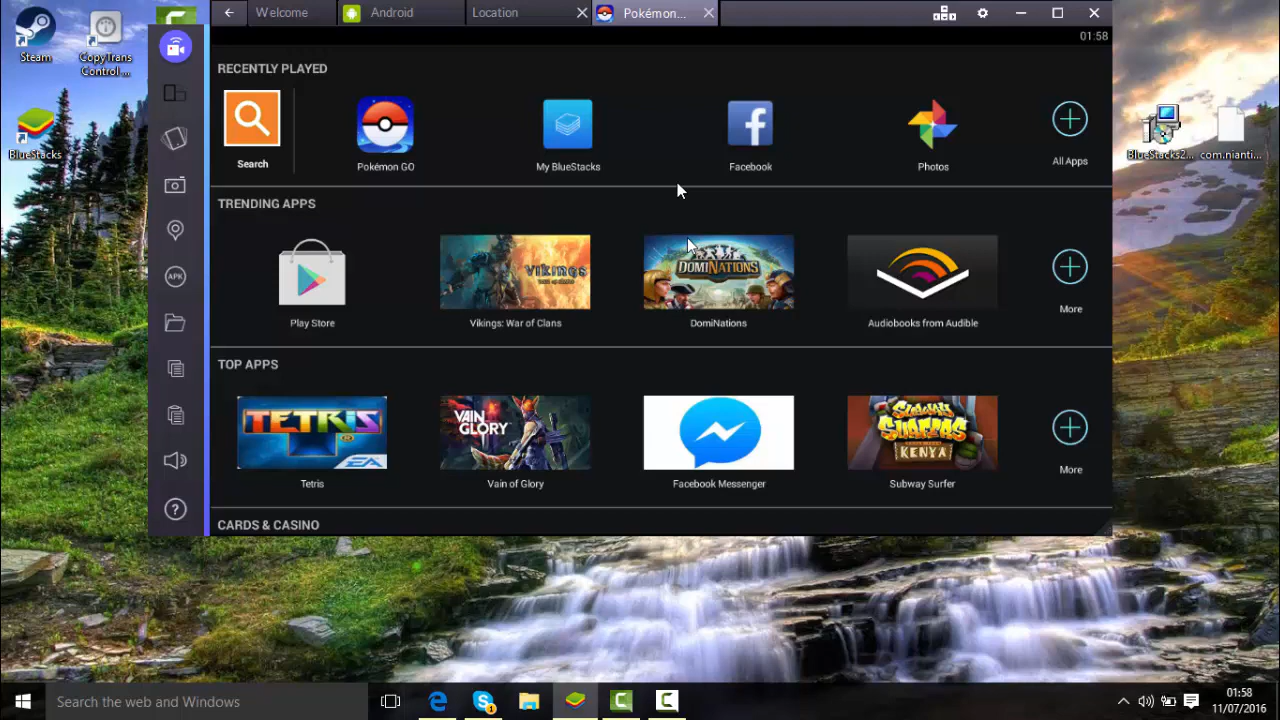 Steam
CopyTrans
Control ...
BlueStacks
Welcome
Android
Location
Pokémon...
01:58
RECENTLY PLAYED
Search
Pokémon GO
My BlueStacks
Facebook
Photos
All Apps
BlueStacks2...
com.nianti...
TRENDING APPS
VIKINGS
DOMINATIONS
Play Store
Vikings: War of Clans
DomiNations
Audiobooks from Audible
More
APK
TOP APPS
TETRIS
EA
VAIN
GLORY
SUBWAY
SURFERS
KENYA
Tetris
Vain of Glory
Facebook Messenger
Subway Surfer
More
CARDS & CASINO
Search the web and Windows
01:58
11/07/2016